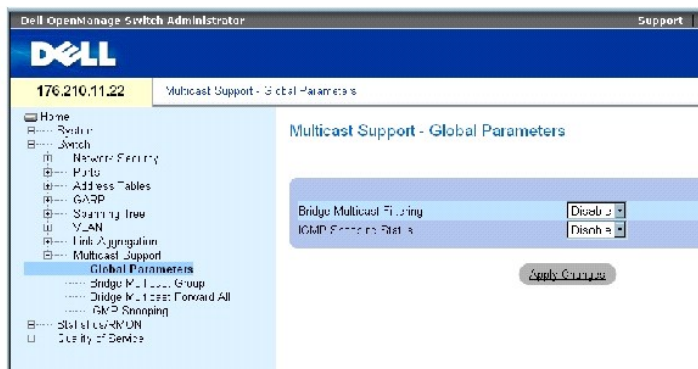 Dell OpenManage Switch Administrator
Support
DELL
176.210.11.22
Multicast Support - Global Parameters
Home
System
Switch
Network Security
Ports
Address Tables
GARP
Spanning Tree
VLAN
Link Aggregation
Multicast Support
Global Parameters
Bridge Multicast Group
Bridge Multicast Forward All
IGMP Snooping
Statistics/RMON
Quality of Service
Multicast Support - Global Parameters
Bridge Multicast Filtering
Disable
IGMP Snooping Status
Disable
Apply Changes